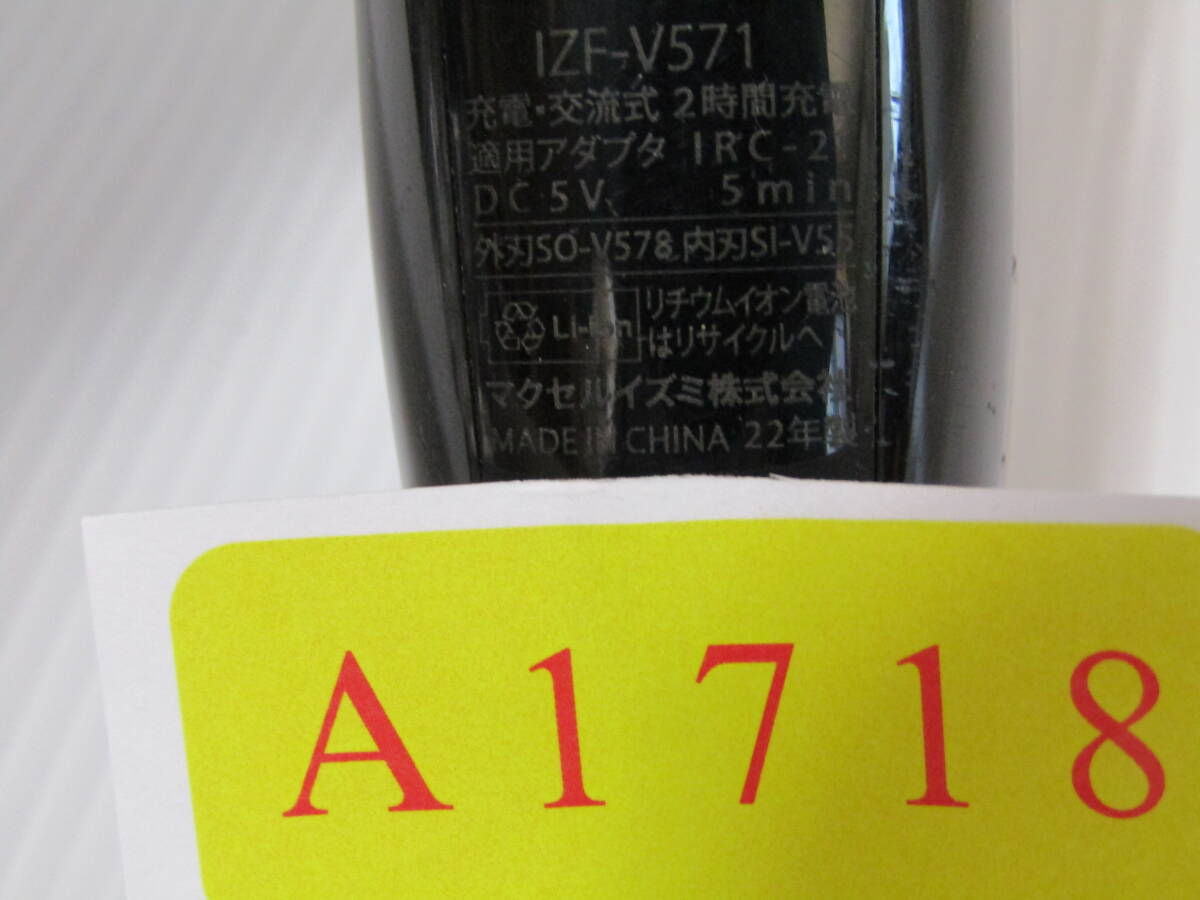 IZF-V571
充電・交流式 2時間充電
適用アダプタ IRC-21
DC 5V、 5min
外刃SO-V578 内刃SI-V55
Li-ion リチウムイオン電池
はリサイクルへ
マクセルイズミ株式会社
MADE IN CHINA 22年製
A1718